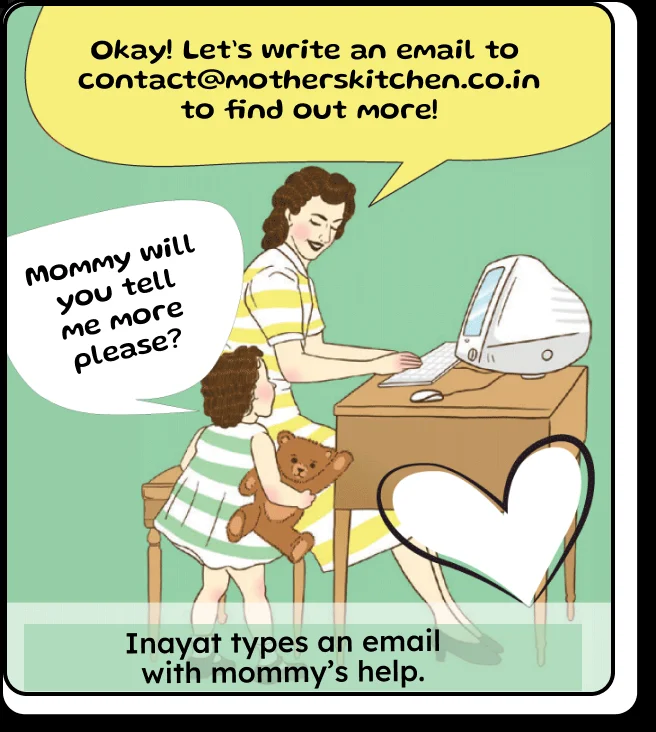 Okay! Let's write an email to
contact@motherskitchen.co.in
to find out more!
Mommy will
you tell
me more
please?
Inayat types an email
with mommy's help.